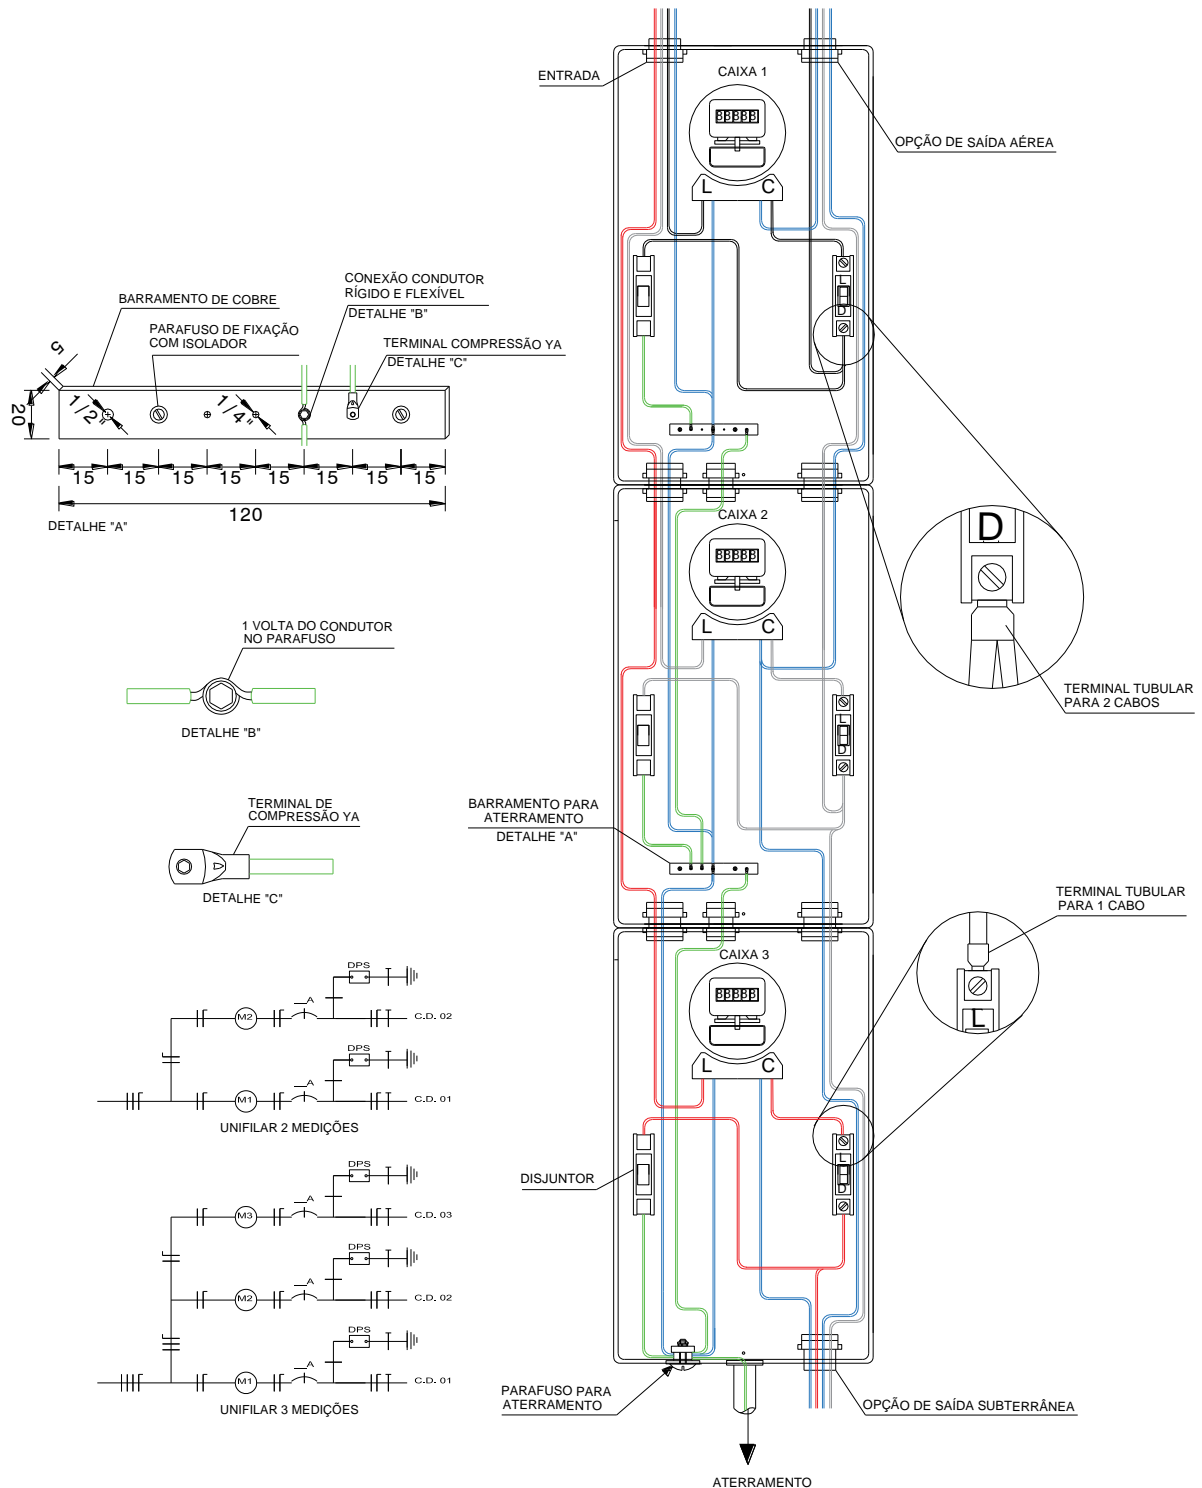 ENTRADA
CAIXA 1
88888
OPÇÃO DE SAÍDA AÉREA
L C
L
D
CONEXÃO CONDUTOR
RÍGIDO E FLEXÍVEL
DETALHE "B"
BARRAMENTO DE COBRE
PARAFUSO DE FIXAÇÃO
COM ISOLADOR
TERMINAL COMPRESSÃO YA
DETALHE "C"
5
20
1/2"
1/4"
15 15 15 15 15 15 15 15
120
DETALHE "A"
CAIXA 2
88888
L C
L
D
D
TERMINAL TUBULAR
PARA 2 CABOS
1 VOLTA DO CONDUTOR
NO PARAFUSO
DETALHE "B"
TERMINAL DE
COMPRESSÃO YA
DETALHE "C"
BARRAMENTO PARA
ATERRAMENTO
DETALHE "A"
TERMINAL TUBULAR
PARA 1 CABO
L
CAIXA 3
88888
L C
L
D
DISJUNTOR
DPS
A
M2
C.D. 02
DPS
A
M1
C.D. 01
UNIFILAR 2 MEDIÇÕES
DPS
A
M3
C.D. 03
DPS
A
M2
C.D. 02
DPS
A
M1
C.D. 01
UNIFILAR 3 MEDIÇÕES
PARAFUSO PARA
ATERRAMENTO
OPÇÃO DE SAÍDA SUBTERRÂNEA
ATERRAMENTO